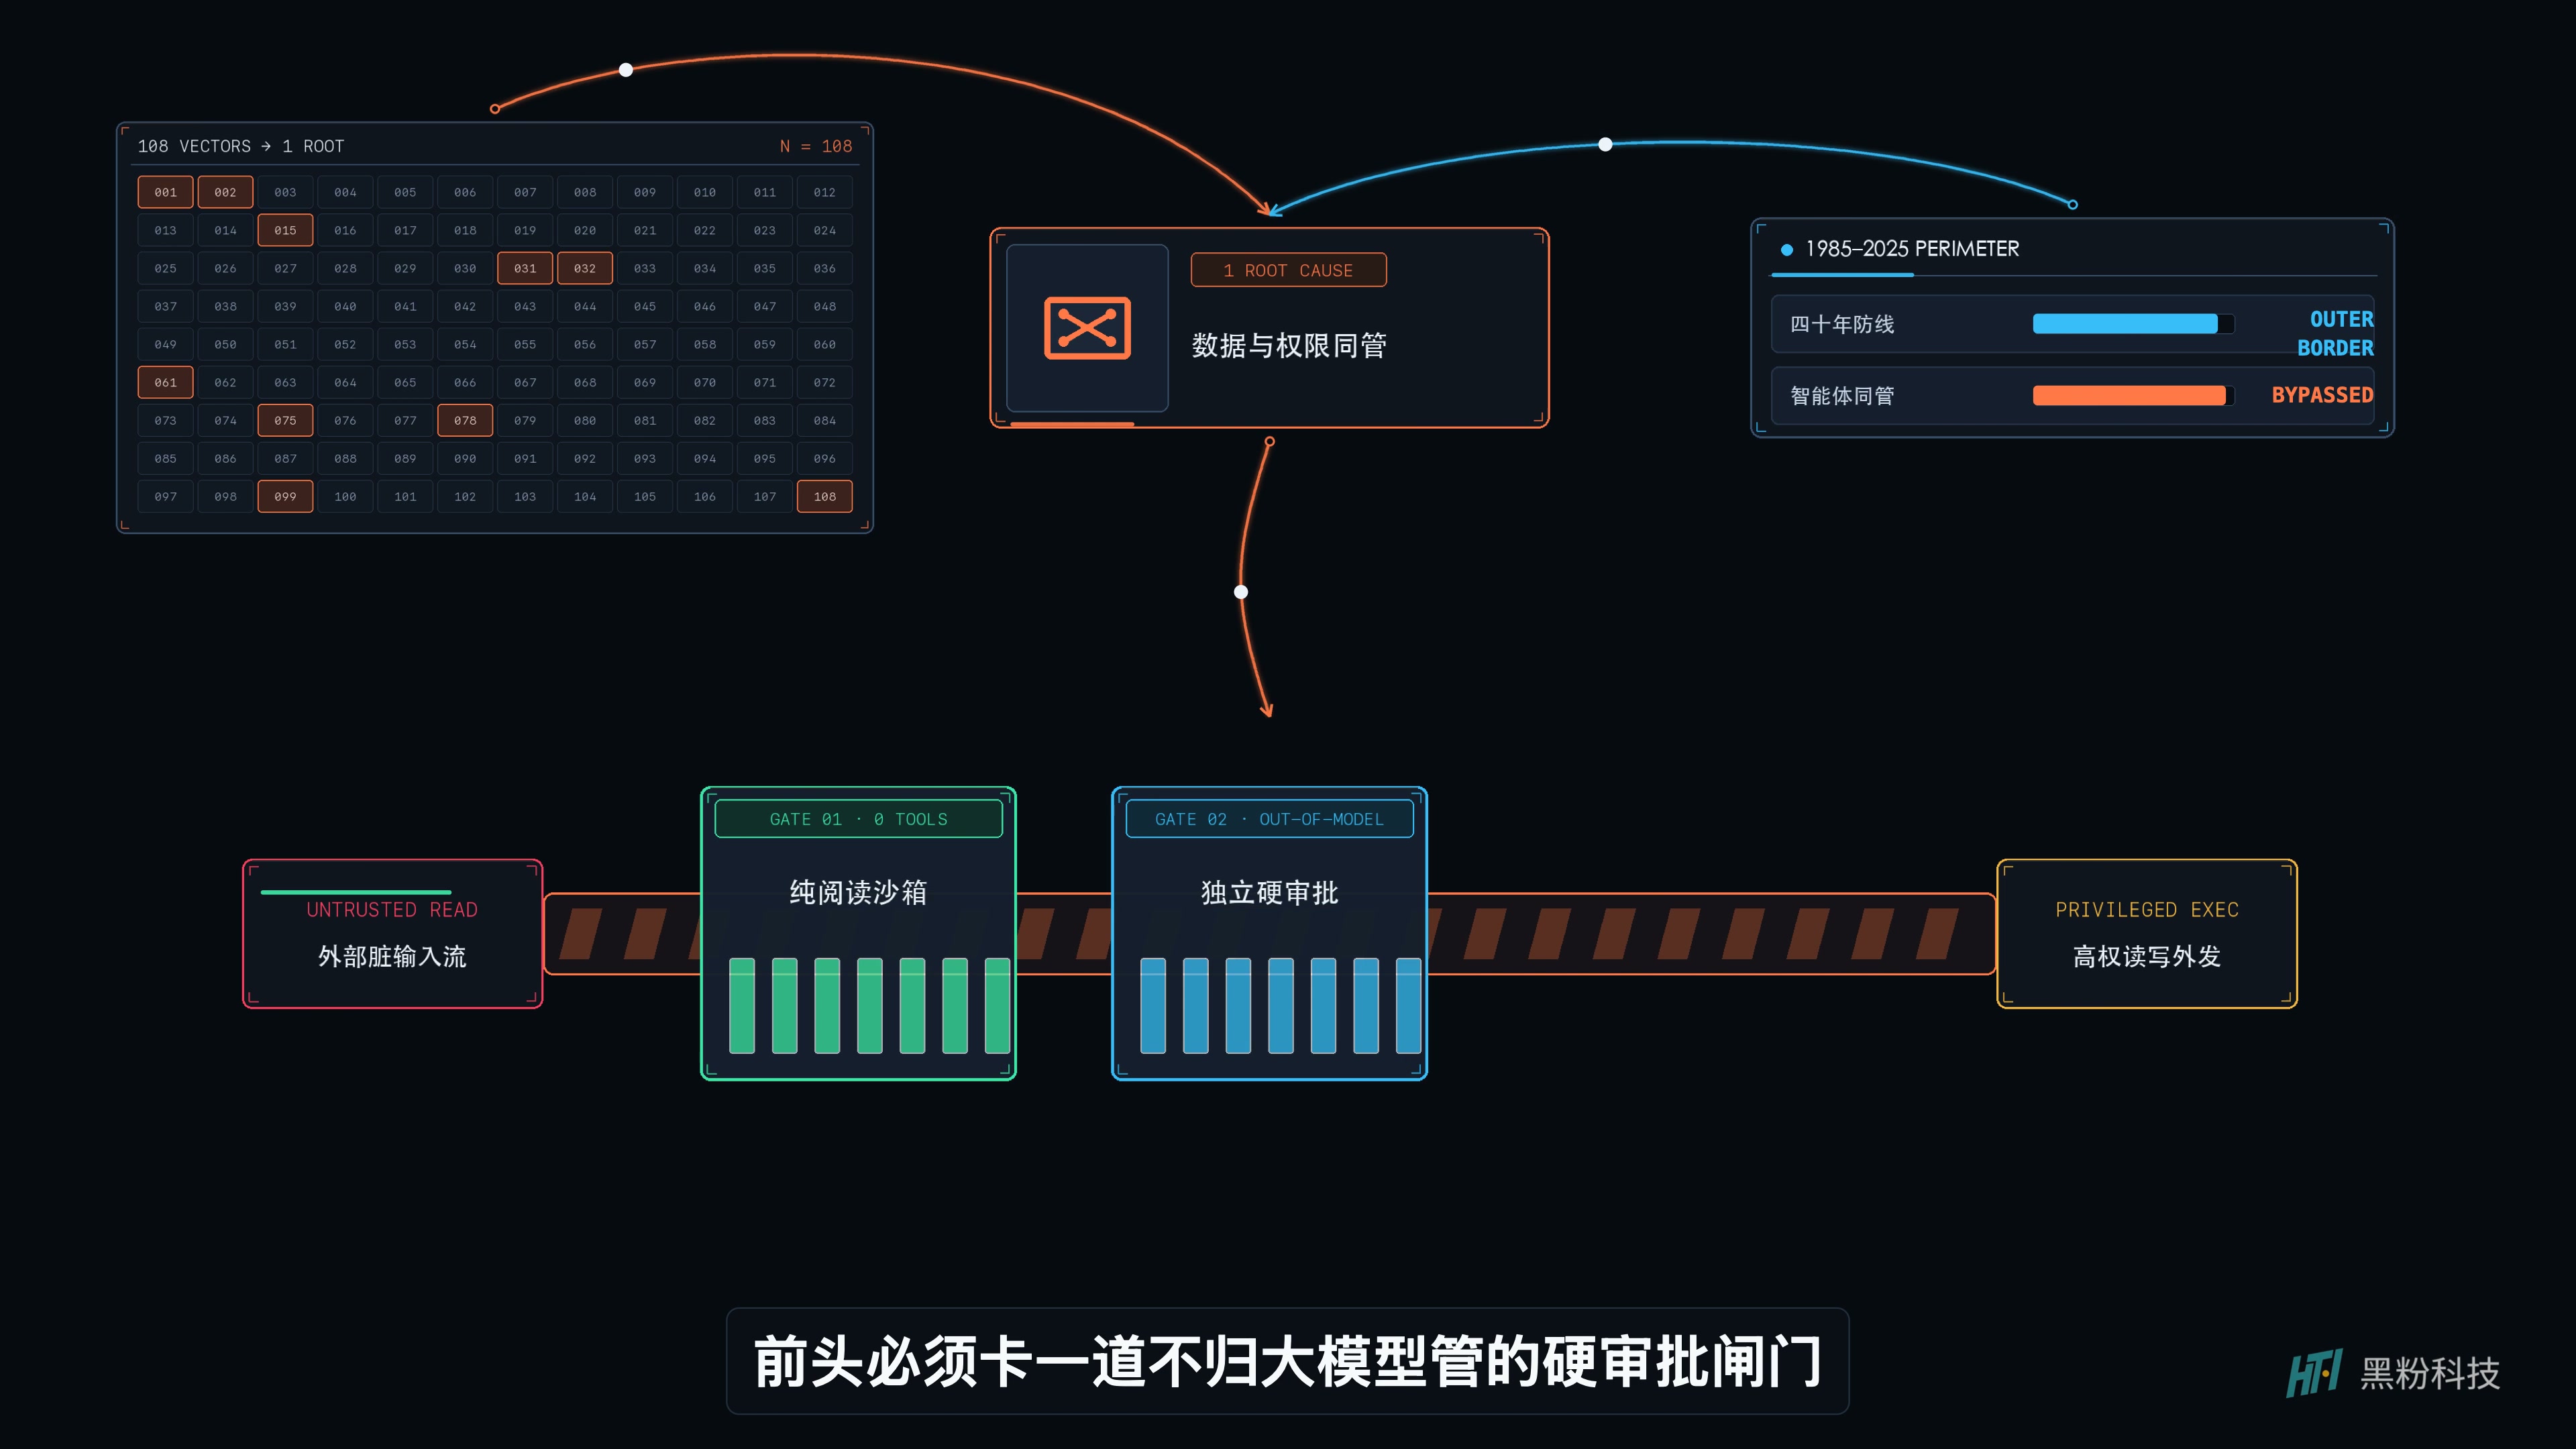 108 VECTORS → 1 ROOT
N = 108
001 002 003 004 005 006 007 008 009 010 011 012
013 014 015 016 017 018 019 020 021 022 023 024
025 026 027 028 029 030 031 032 033 034 035 036
037 038 039 040 041 042 043 044 045 046 047 048
049 050 051 052 053 054 055 056 057 058 059 060
061 062 063 064 065 066 067 068 069 070 071 072
073 074 075 076 077 078 079 080 081 082 083 084
085 086 087 088 089 090 091 092 093 094 095 096
097 098 099 100 101 102 103 104 105 106 107 108
1 ROOT CAUSE
数据与权限同管
1985–2025 PERIMETER
四十年防线
OUTER
BORDER
智能体同管
BYPASSED
UNTRUSTED READ
外部脏输入流
GATE 01 · 0 TOOLS
纯阅读沙箱
GATE 02 · OUT–OF–MODEL
独立硬审批
PRIVILEGED EXEC
高权读写外发
前头必须卡一道不归大模型管的硬审批闸门
HTI 黑粉科技